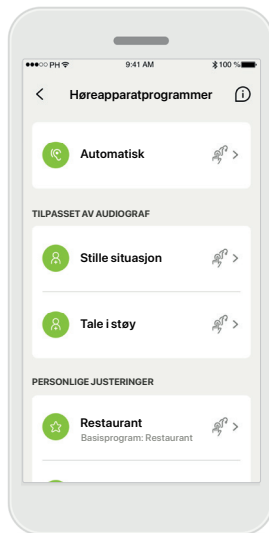 PH 9:41 AM 100 %
Høreapparatprogrammer
Automatisk
TILPASSET AV AUDIOGRAF
Stille situasjon
Tale i støy
PERSONLIGE JUSTERINGER
Restaurant
Basisprogram: Restaurant